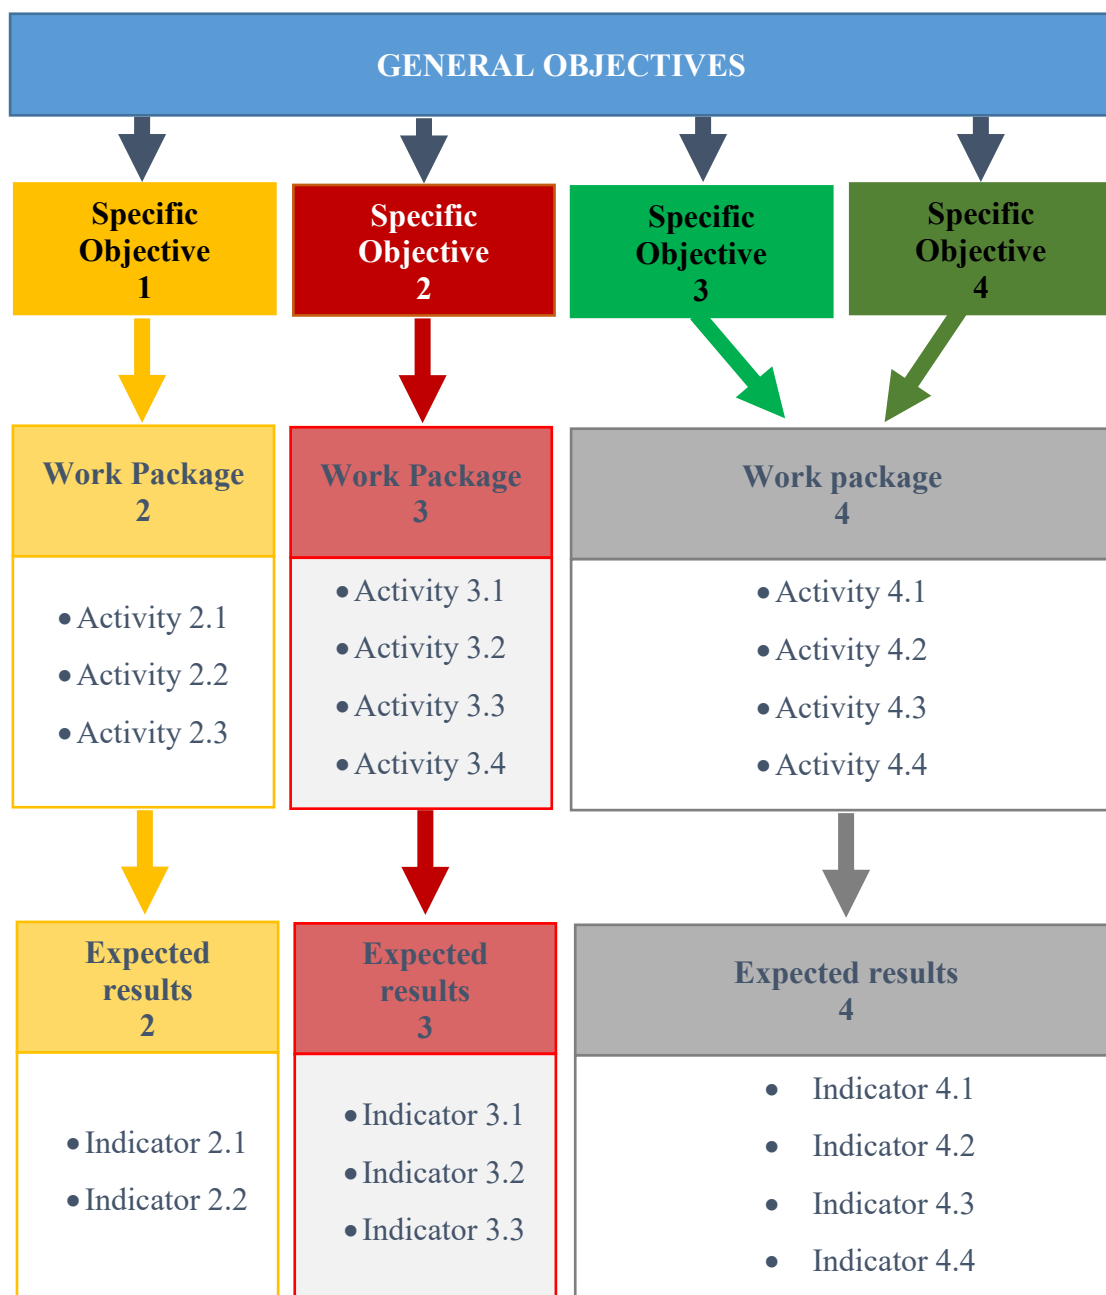 GENERAL OBJECTIVES
Specific
Objective
1
Specific
Objective
2
Specific
Objective
3
Specific
Objective
4
Work Package
2
• Activity 2.1
• Activity 2.2
• Activity 2.3
Work Package
3
• Activity 3.1
• Activity 3.2
• Activity 3.3
• Activity 3.4
Work package
4
• Activity 4.1
• Activity 4.2
• Activity 4.3
• Activity 4.4
Expected
results
2
• Indicator 2.1
• Indicator 2.2
Expected
results
3
• Indicator 3.1
• Indicator 3.2
• Indicator 3.3
Expected results
4
• Indicator 4.1
• Indicator 4.2
• Indicator 4.3
• Indicator 4.4